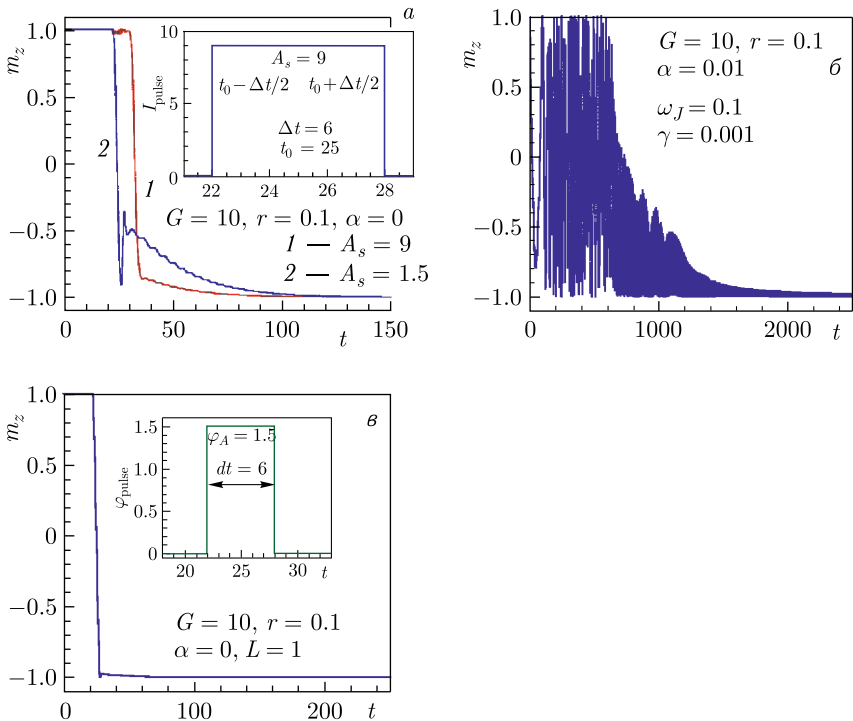 a
1.0
0.5
0
−0.5
−1.0
m_z
2
1
10
5
0
I_pulse
A_s = 9
t_0−Δt/2 t_0+Δt/2
Δt = 6
t_0 = 25
22 24 26 28
G = 10, r = 0.1, α = 0
1 — A_s = 9
2 — A_s = 1.5
0 50 100 150
t
б
1.0
0.5
0
−0.5
−1.0
m_z
G = 10, r = 0.1
α = 0.01
ω_J = 0.1
γ = 0.001
0 1000 2000
t
в
1.0
0.5
0
−0.5
−1.0
m_z
1.5
1.0
0.5
0
φ_pulse
φ_A = 1.5
dt = 6
20 25 30 t
G = 10, r = 0.1
α = 0, L = 1
0 100 200
t